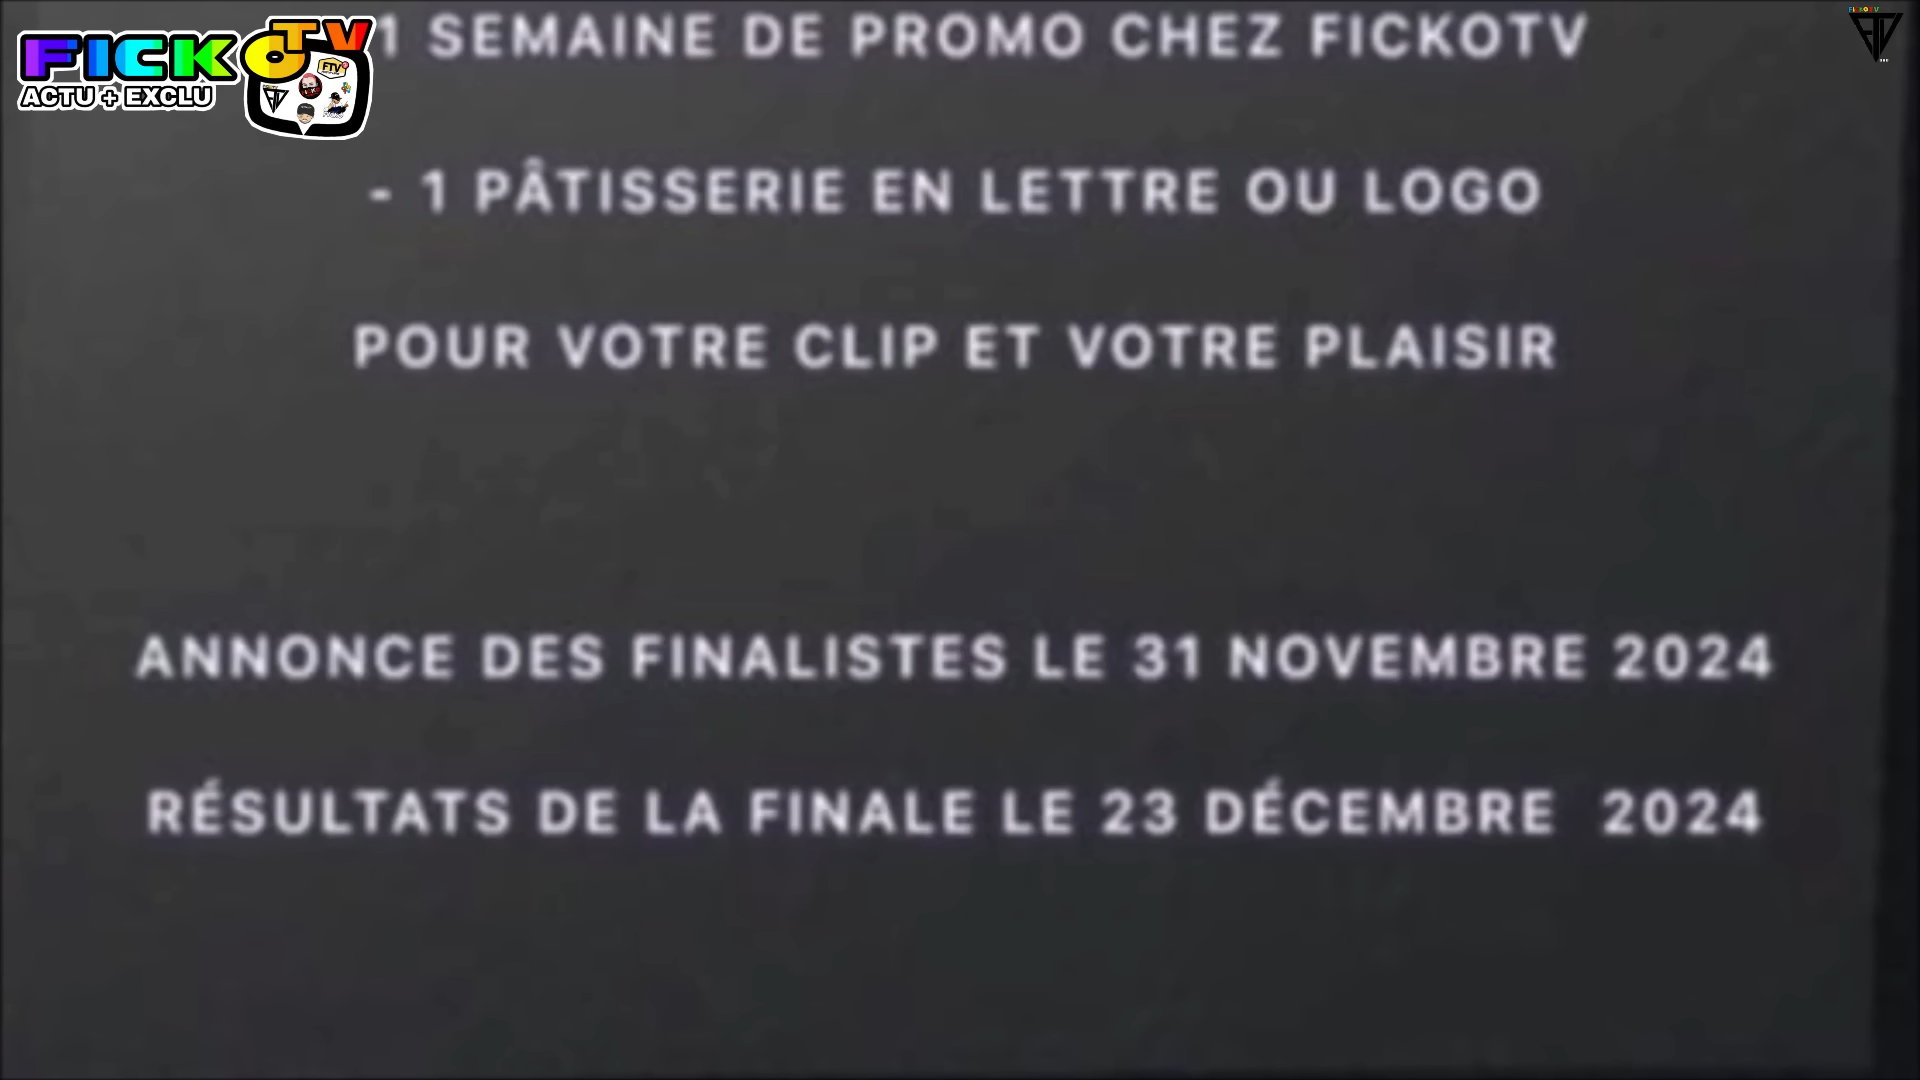 1 SEMAINE DE PROMO CHEZ FICKOTV
FICKOTV
ACTU + EXCLU
FTV
- 1 PÂTISSERIE EN LETTRE OU LOGO
POUR VOTRE CLIP ET VOTRE PLAISIR
ANNONCE DES FINALISTES LE 31 NOVEMBRE 2024
RÉSULTATS DE LA FINALE LE 23 DÉCEMBRE 2024